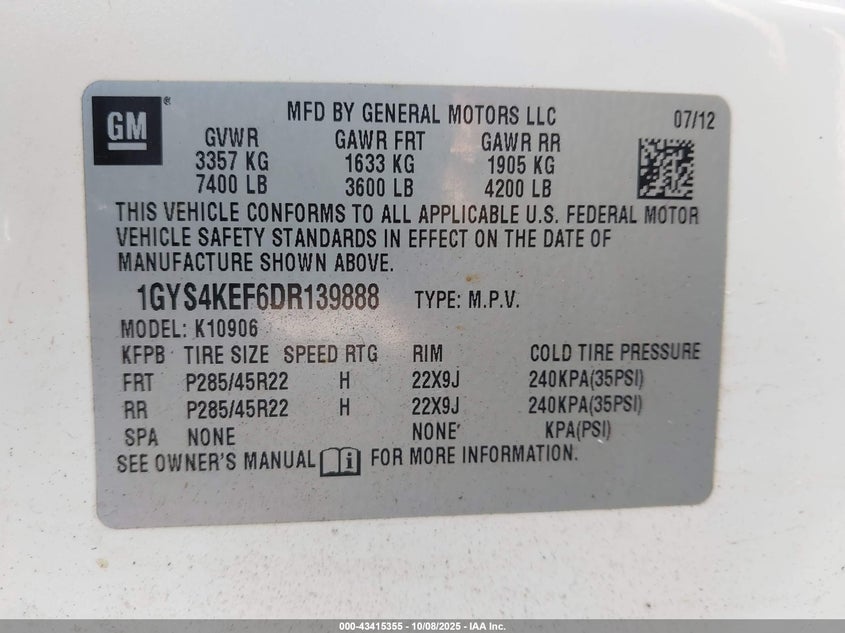 GM ®
MFD BY GENERAL MOTORS LLC 07/12
GVWR GAWR FRT GAWR RR
3357 KG 1633 KG 1905 KG
7400 LB 3600 LB 4200 LB
THIS VEHICLE CONFORMS TO ALL APPLICABLE U.S. FEDERAL MOTOR
VEHICLE SAFETY STANDARDS IN EFFECT ON THE DATE OF
MANUFACTURE SHOWN ABOVE.
1GYS4KEF6DR139888 TYPE: M.P.V.
MODEL: K10906
KFPB TIRE SIZE SPEED RTG RIM COLD TIRE PRESSURE
FRT P285/45R22 H 22X9J 240KPA(35PSI)
RR P285/45R22 H 22X9J 240KPA(35PSI)
SPA NONE NONE KPA(PSI)
SEE OWNER'S MANUAL i FOR MORE INFORMATION.
000-43415355 - 10/08/2025 - IAA Inc.